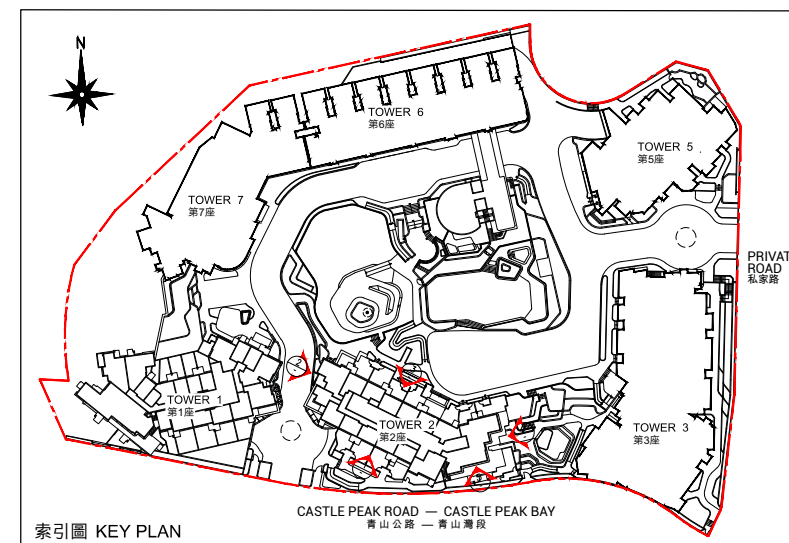 N
TOWER 6
第6座
TOWER 5
第5座
TOWER 7
第7座
PRIVAT
ROAD
私家路
TOWER 1
第1座
TOWER 2
第2座
TOWER 3
第3座
CASTLE PEAK ROAD — CASTLE PEAK BAY
青山公路 — 青山灣段
索引圖 KEY PLAN